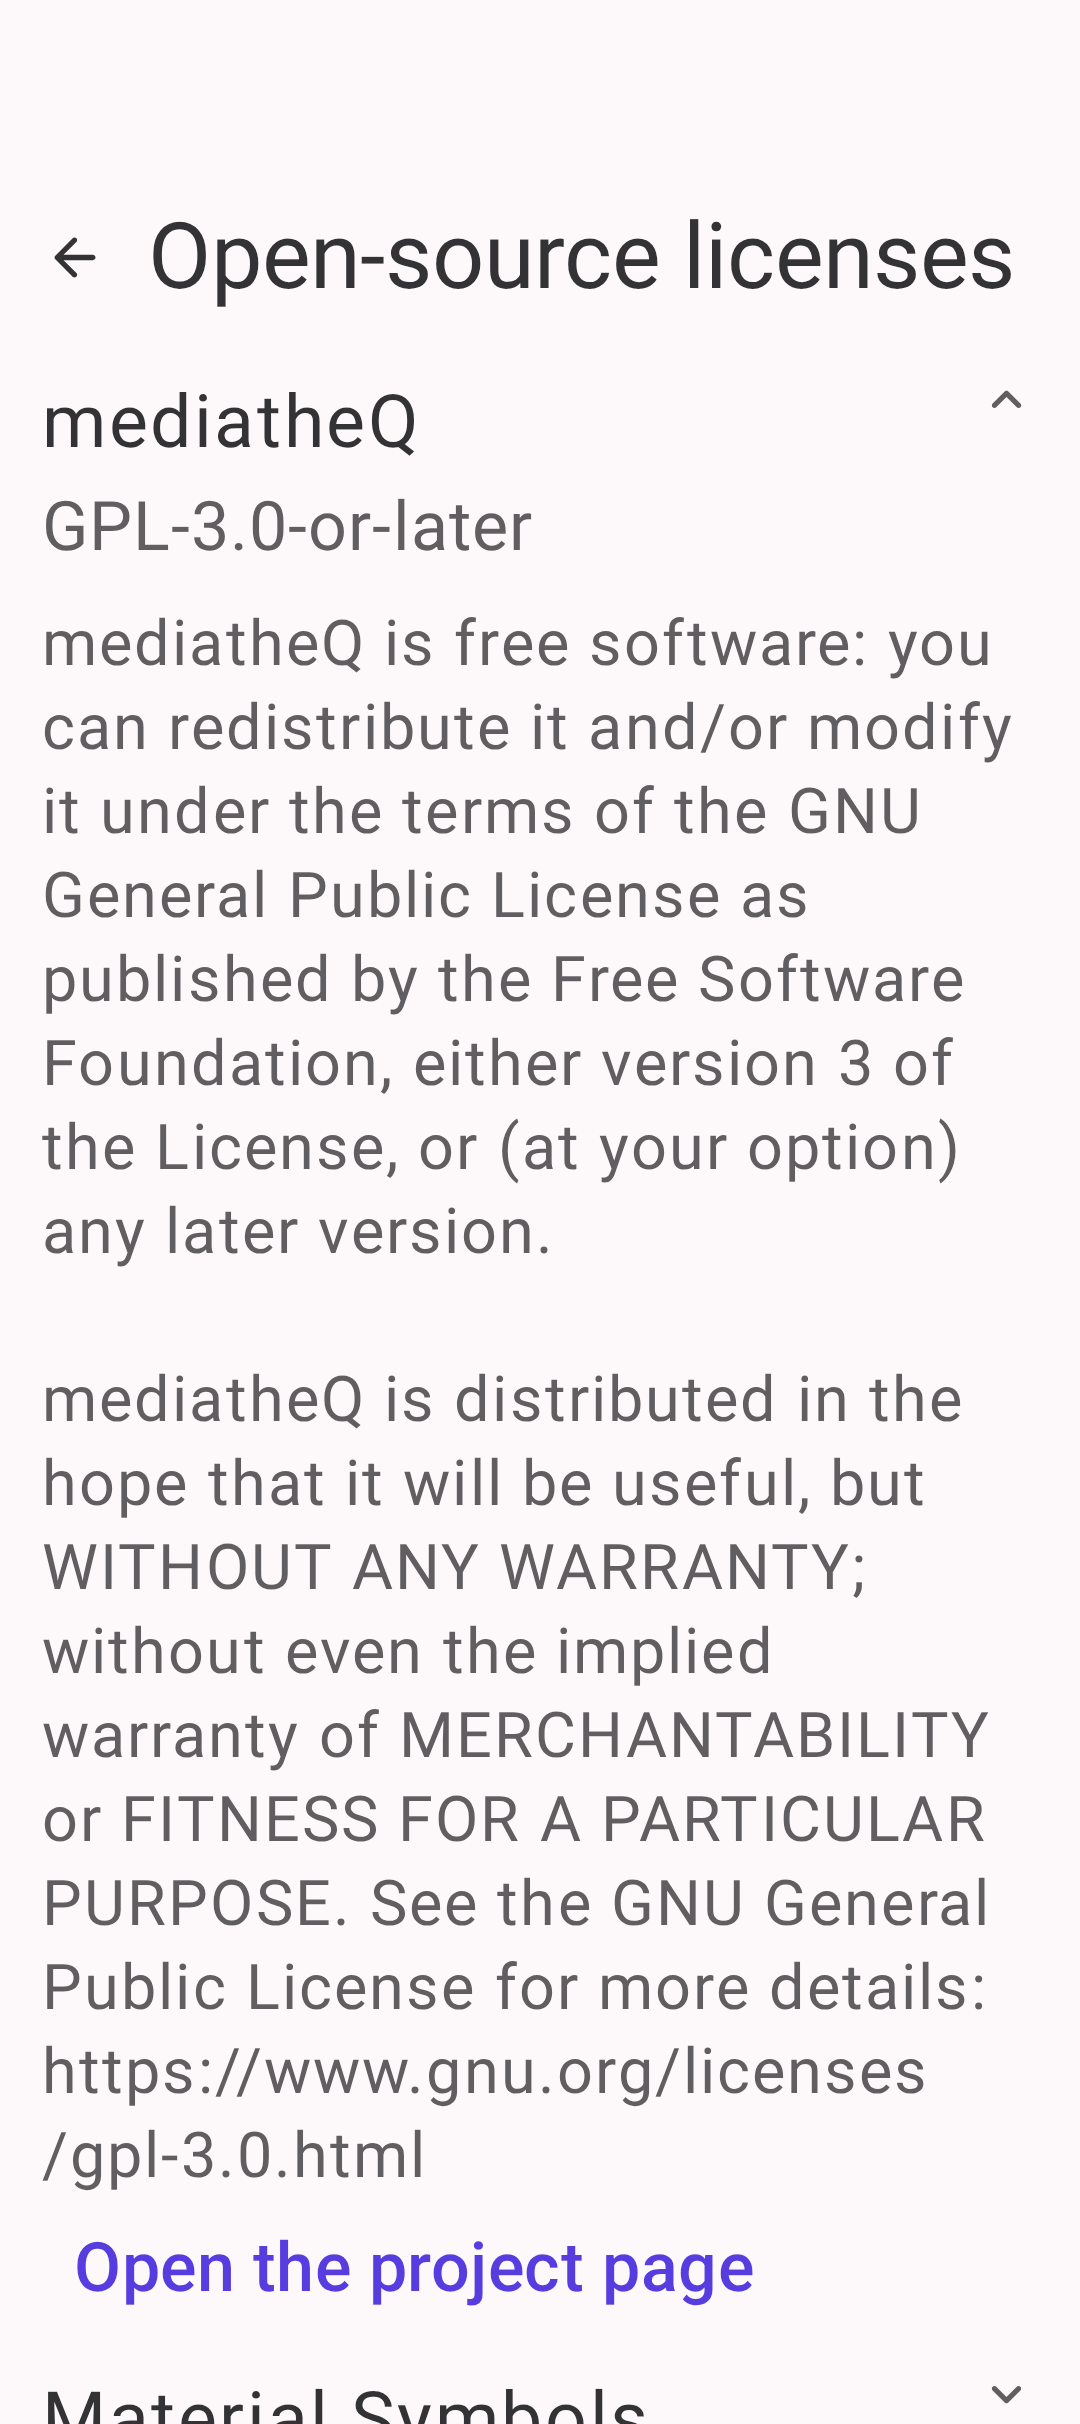 Open-source licenses
mediatheQ
GPL-3.0-or-later
mediatheQ is free software: you
can redistribute it and/or modify
it under the terms of the GNU
General Public License as
published by the Free Software
Foundation, either version 3 of
the License, or (at your option)
any later version.
mediatheQ is distributed in the
hope that it will be useful, but
WITHOUT ANY WARRANTY;
without even the implied
warranty of MERCHANTABILITY
or FITNESS FOR A PARTICULAR
PURPOSE. See the GNU General
Public License for more details:
https://www.gnu.org/licenses
/gpl-3.0.html
Open the project page
Material Symbols